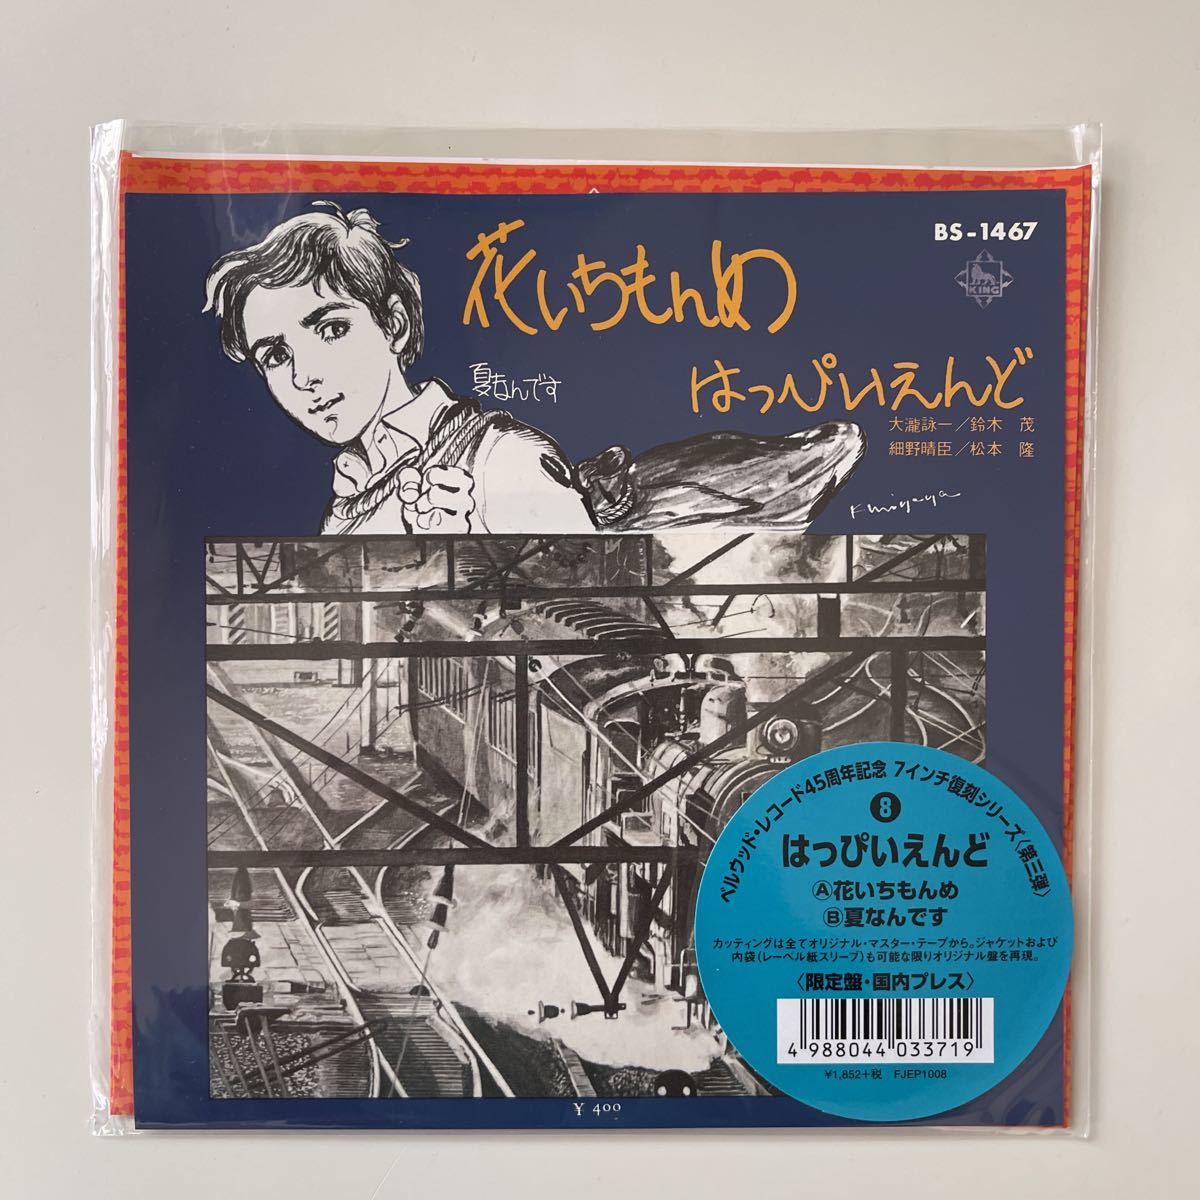 BS-1467
KING
花いちもんめ
夏なんです
はっぴいえんど
大瀧詠一／鈴木 茂
細野晴臣／松本 隆
K. Miyaya
¥ 400
ベルウッド・レコード45周年記念 7インチ復刻シリーズ〈第三弾〉
8
はっぴいえんど
Ⓐ花いちもんめ
Ⓑ夏なんです
カッティングは全てオリジナル・マスター・テープから。ジャケットおよび
内袋(レーベル紙スリーブ)も可能な限りオリジナル盤を再現。
〈限定盤・国内プレス〉
4 988044 033719
¥1,852+税 FJEP1008